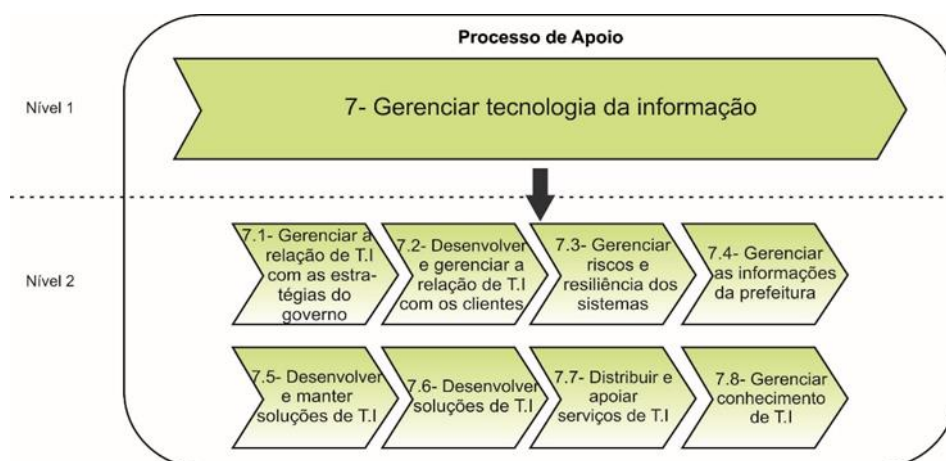 Processo de Apoio
Nível 1
7- Gerenciar tecnologia da informação
Nível 2
7.1- Gerenciar a
relação de T.I
com as estra-
tégias do
governo
7.2- Desenvolver
e gerenciar a
relação de T.I
com os clientes
7.3- Gerenciar
riscos e
resiliência dos
sistemas
7.4- Gerenciar
as informações
da prefeitura
7.5- Desenvolver
e manter
soluções de T.I
7.6- Desenvolver
soluções de T.I
7.7- Distribuir e
apoiar
serviços de T.I
7.8- Gerenciar
conhecimento
de T.I